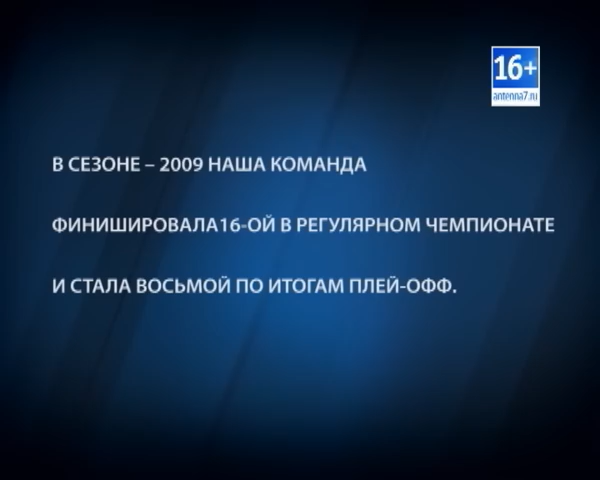 16+
antenna7.ru
В СЕЗОНЕ – 2009 НАША КОМАНДА
ФИНИШИРОВАЛА16-ОЙ В РЕГУЛЯРНОМ ЧЕМПИОНАТЕ
И СТАЛА ВОСЬМОЙ ПО ИТОГАМ ПЛЕЙ-ОФФ.